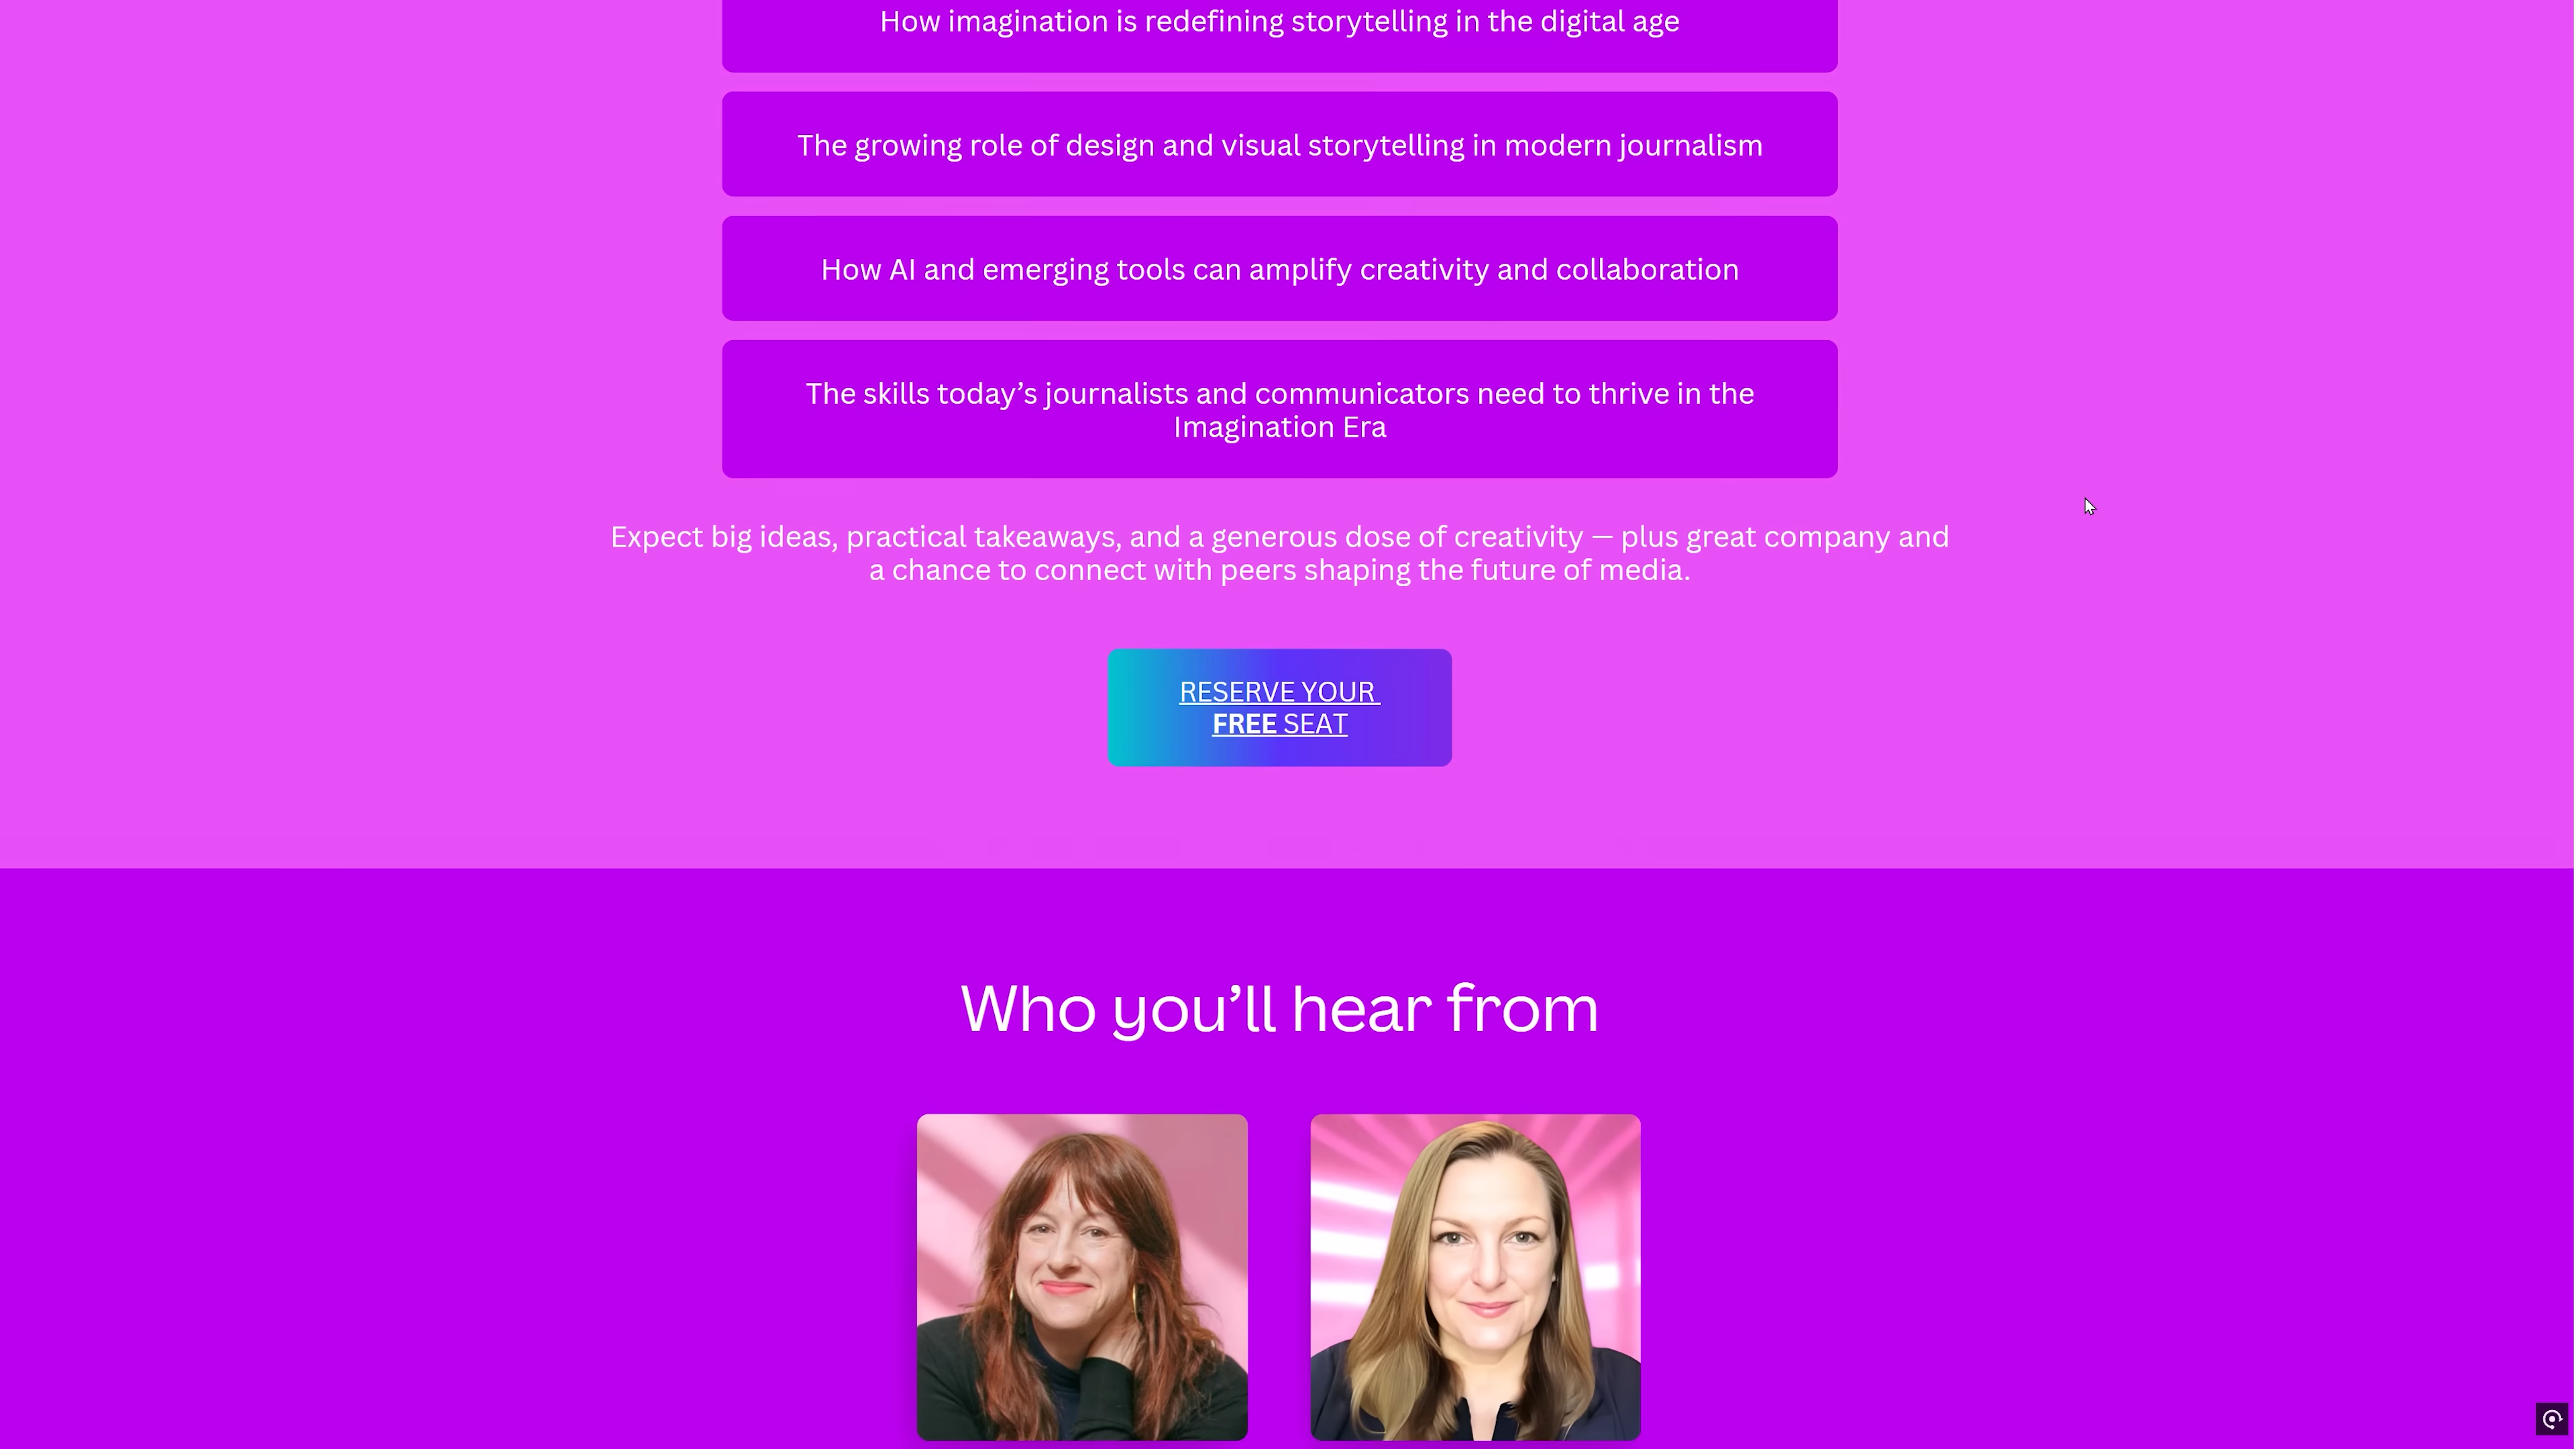 How imagination is redefining storytelling in the digital age
The growing role of design and visual storytelling in modern journalism
How AI and emerging tools can amplify creativity and collaboration
The skills today’s journalists and communicators need to thrive in the
Imagination Era
Expect big ideas, practical takeaways, and a generous dose of creativity — plus great company and
a chance to connect with peers shaping the future of media.
RESERVE YOUR
FREE SEAT
Who you’ll hear from